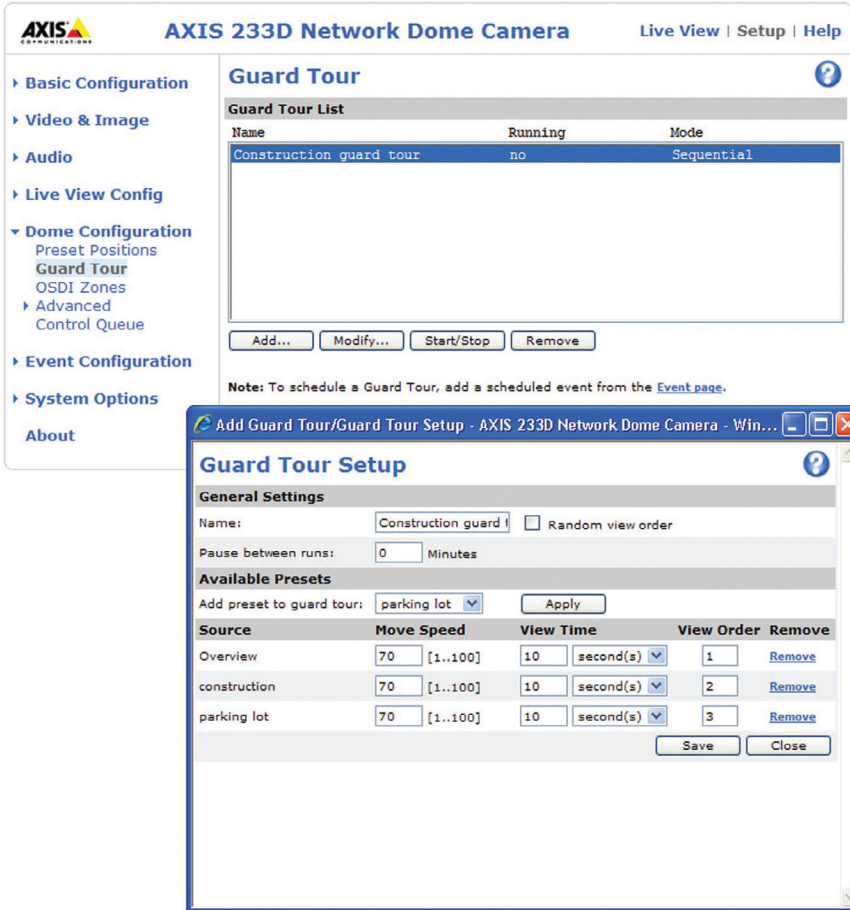 AXIS COMMUNICATIONS
AXIS 233D Network Dome Camera
Live View | Setup | Help
Basic Configuration
Video & Image
Audio
Live View Config
Dome Configuration
Preset Positions
Guard Tour
OSDI Zones
Advanced
Control Queue
Event Configuration
System Options
About
Guard Tour
?
Guard Tour List
Name Running Mode
Construction guard tour no Sequential
Add... Modify... Start/Stop Remove
Note: To schedule a Guard Tour, add a scheduled event from the Event page.
Add Guard Tour/Guard Tour Setup - AXIS 233D Network Dome Camera - Win...
Guard Tour Setup
?
General Settings
Name: Construction guard Random view order
Pause between runs: 0 Minutes
Available Presets
Add preset to guard tour: parking lot Apply
Source Move Speed View Time View Order Remove
Overview 70 [1..100] 10 second(s) 1 Remove
construction 70 [1..100] 10 second(s) 2 Remove
parking lot 70 [1..100] 10 second(s) 3 Remove
Save Close